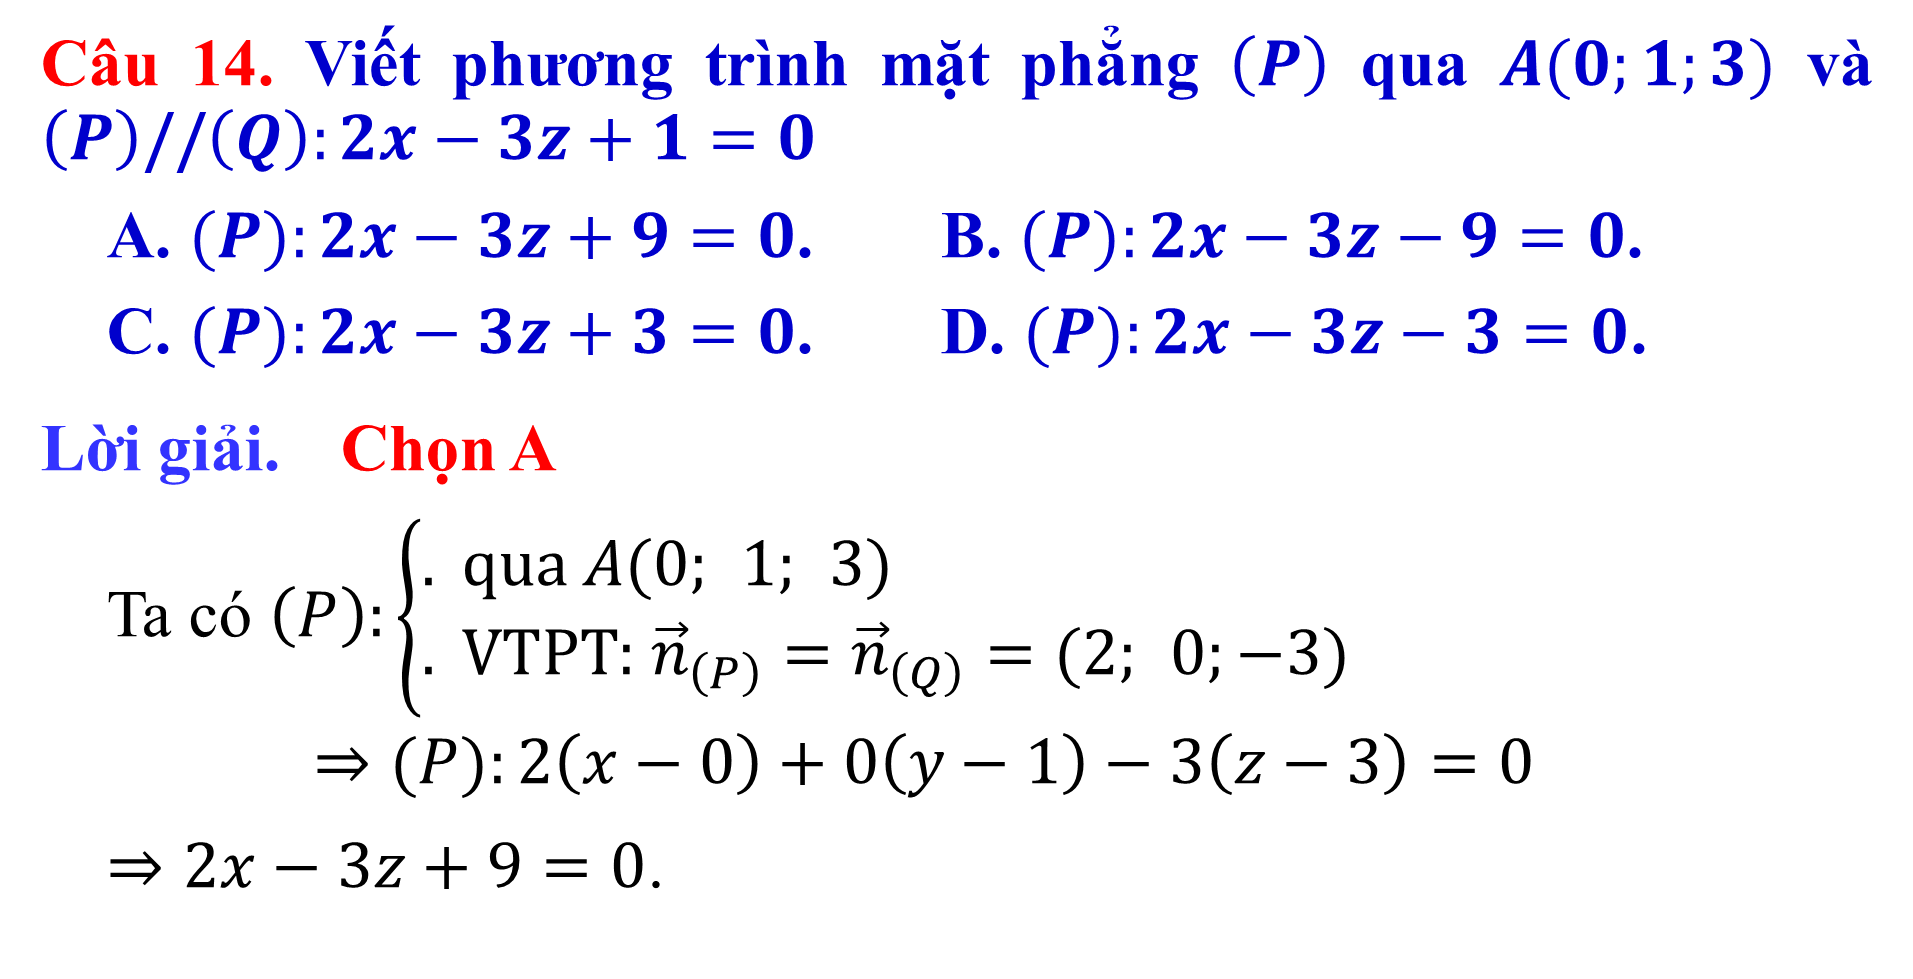 Câu 14. Viết phương trình mặt phẳng (P) qua A(0; 1; 3) và
(P)//(Q): 2x − 3z + 1 = 0
A. (P): 2x − 3z + 9 = 0. B. (P): 2x − 3z − 9 = 0.
C. (P): 2x − 3z + 3 = 0. D. (P): 2x − 3z − 3 = 0.
Lời giải. Chọn A
. qua A(0; 1; 3)
Ta có (P): {
. VTPT: n⃗(P) = n⃗(Q) = (2; 0; −3)
⇒ (P): 2(x − 0) + 0(y − 1) − 3(z − 3) = 0
⇒ 2x − 3z + 9 = 0.